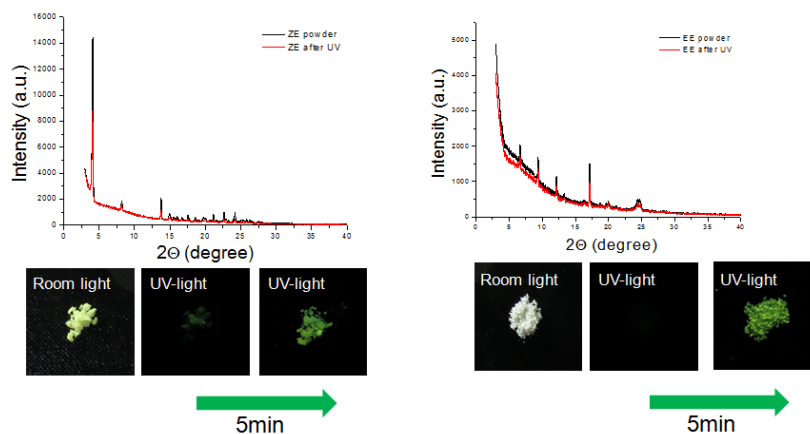 16000
14000
12000
10000
8000
6000
4000
2000
0
Intensity (a.u.)
ZE powder
ZE after UV
0 5 10 15 20 25 30 35 40
2Θ (degree)
Room light
UV-light
UV-light
5min
5000
4000
3000
2000
1000
0
Intensity (a.u.)
EE powder
EE after UV
0 5 10 15 20 25 30 35 40
2Θ (degree)
Room light
UV-light
UV-light
5min